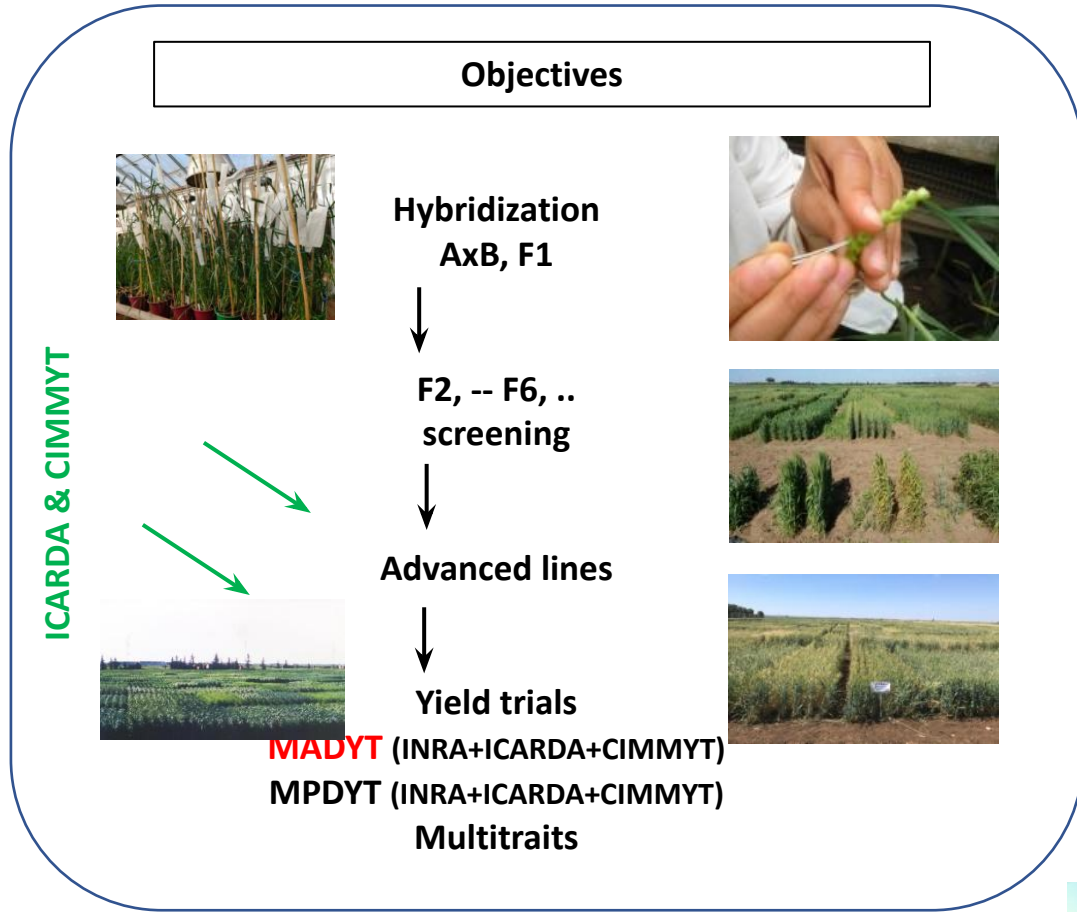 Objectives
Hybridization
AxB, F1
F2, -- F6, ..
screening
ICARDA & CIMMYT
Advanced lines
Yield trials
MADYT (INRA+ICARDA+CIMMYT)
MPDYT (INRA+ICARDA+CIMMYT)
Multitraits